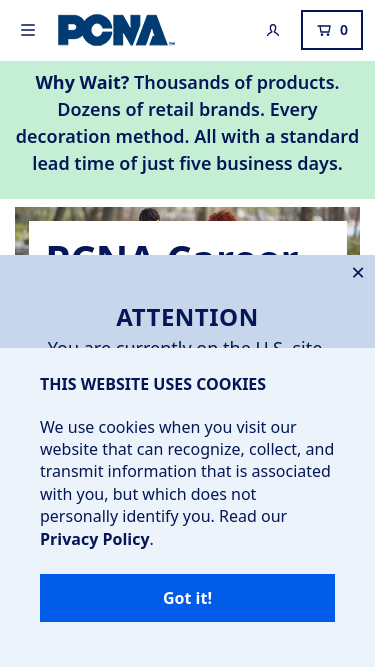 PCNA™
0
Why Wait? Thousands of products.
Dozens of retail brands. Every
decoration method. All with a standard
lead time of just five business days.
PCNA Career
ATTENTION
You are currently on the U.S. site.
THIS WEBSITE USES COOKIES
We use cookies when you visit our
website that can recognize, collect, and
transmit information that is associated
with you, but which does not
personally identify you. Read our
Privacy Policy.
Got it!